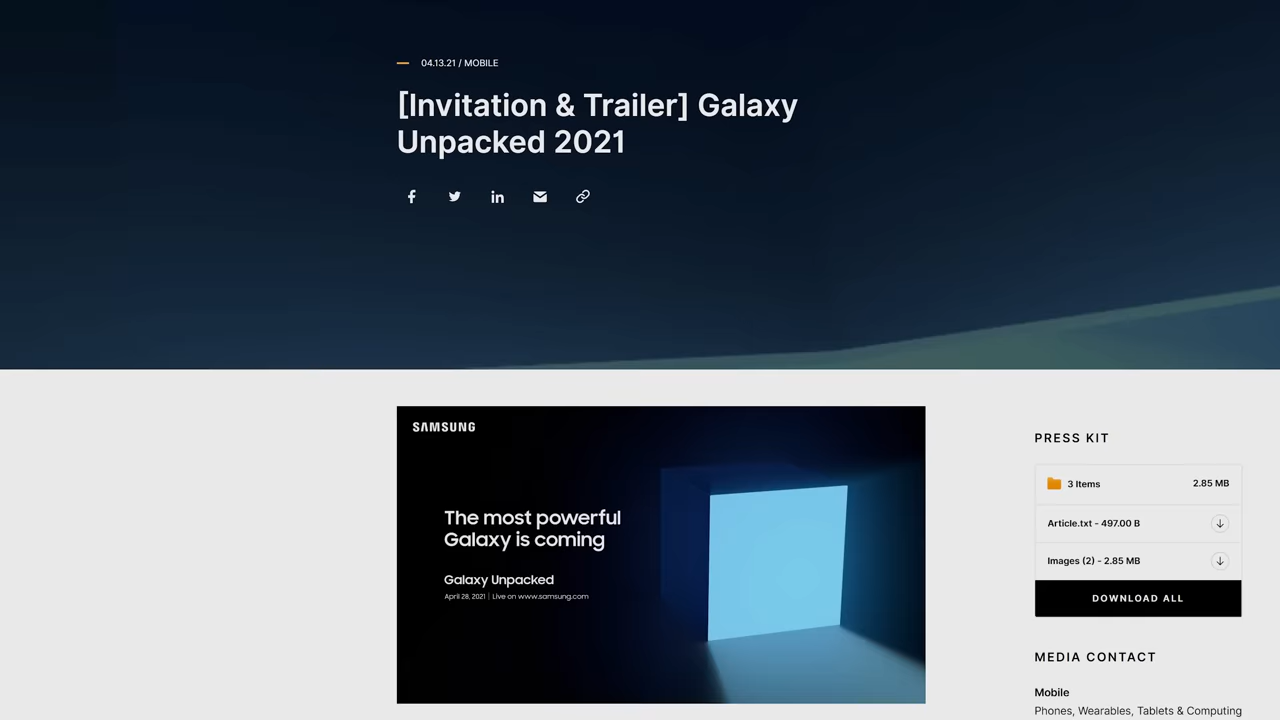 04.13.21 / MOBILE
[Invitation & Trailer] Galaxy
Unpacked 2021
SAMSUNG
The most powerful
Galaxy is coming
Galaxy Unpacked
April 28, 2021 | Live on www.samsung.com
PRESS KIT
3 Items 2.85 MB
Article.txt - 497.00 B
Images (2) - 2.85 MB
DOWNLOAD ALL
MEDIA CONTACT
Mobile
Phones, Wearables, Tablets & Computing